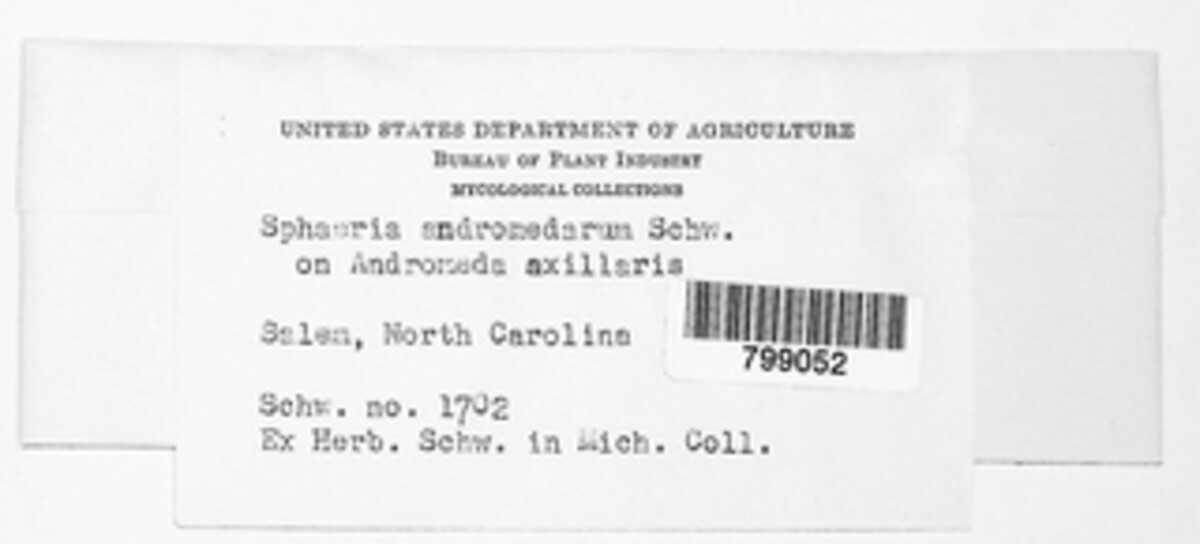 UNITED STATES DEPARTMENT OF AGRICULTURE
BUREAU OF PLANT INDUSTRY
MYCOLOGICAL COLLECTIONS
Sphaeria andromedarum Schw.
on Andromeda axillaris
Salem, North Carolina
799052
Schw. no. 1702
Ex Herb. Schw. in Mich. Coll.